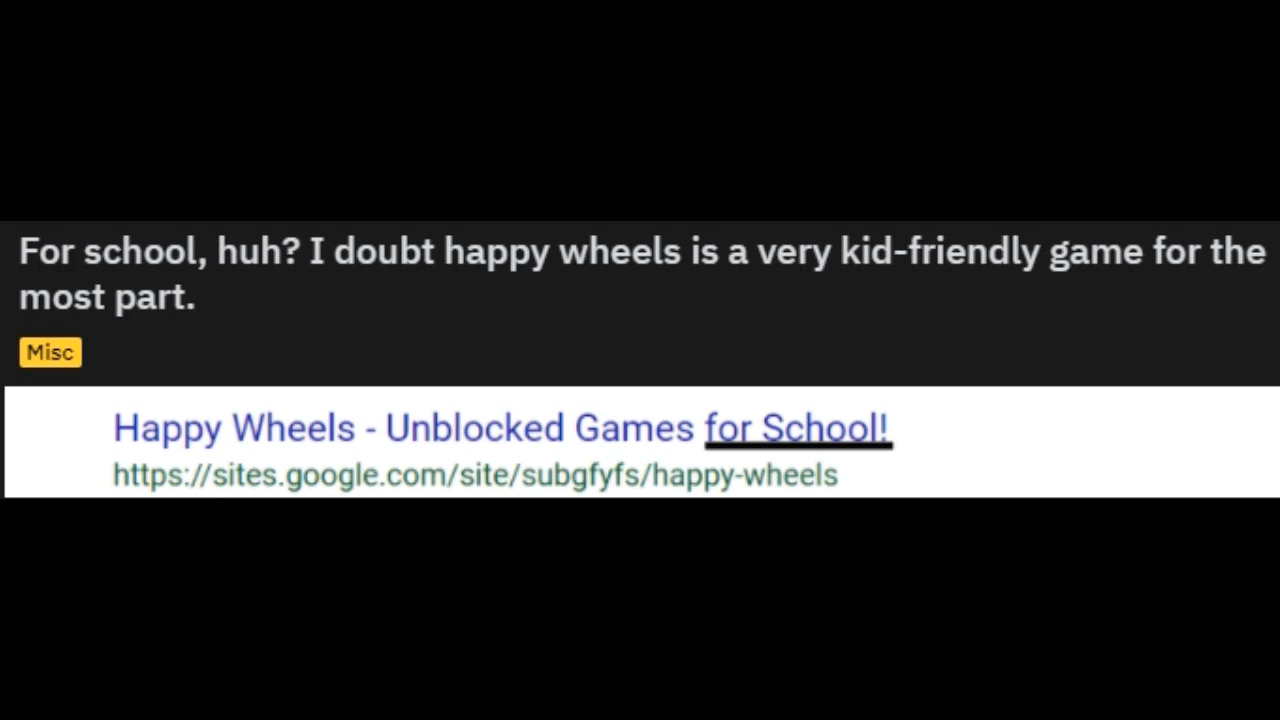 For school, huh? I doubt happy wheels is a very kid-friendly game for the
most part.
Misc
Happy Wheels - Unblocked Games for School!
https://sites.google.com/site/subgfyfs/happy-wheels